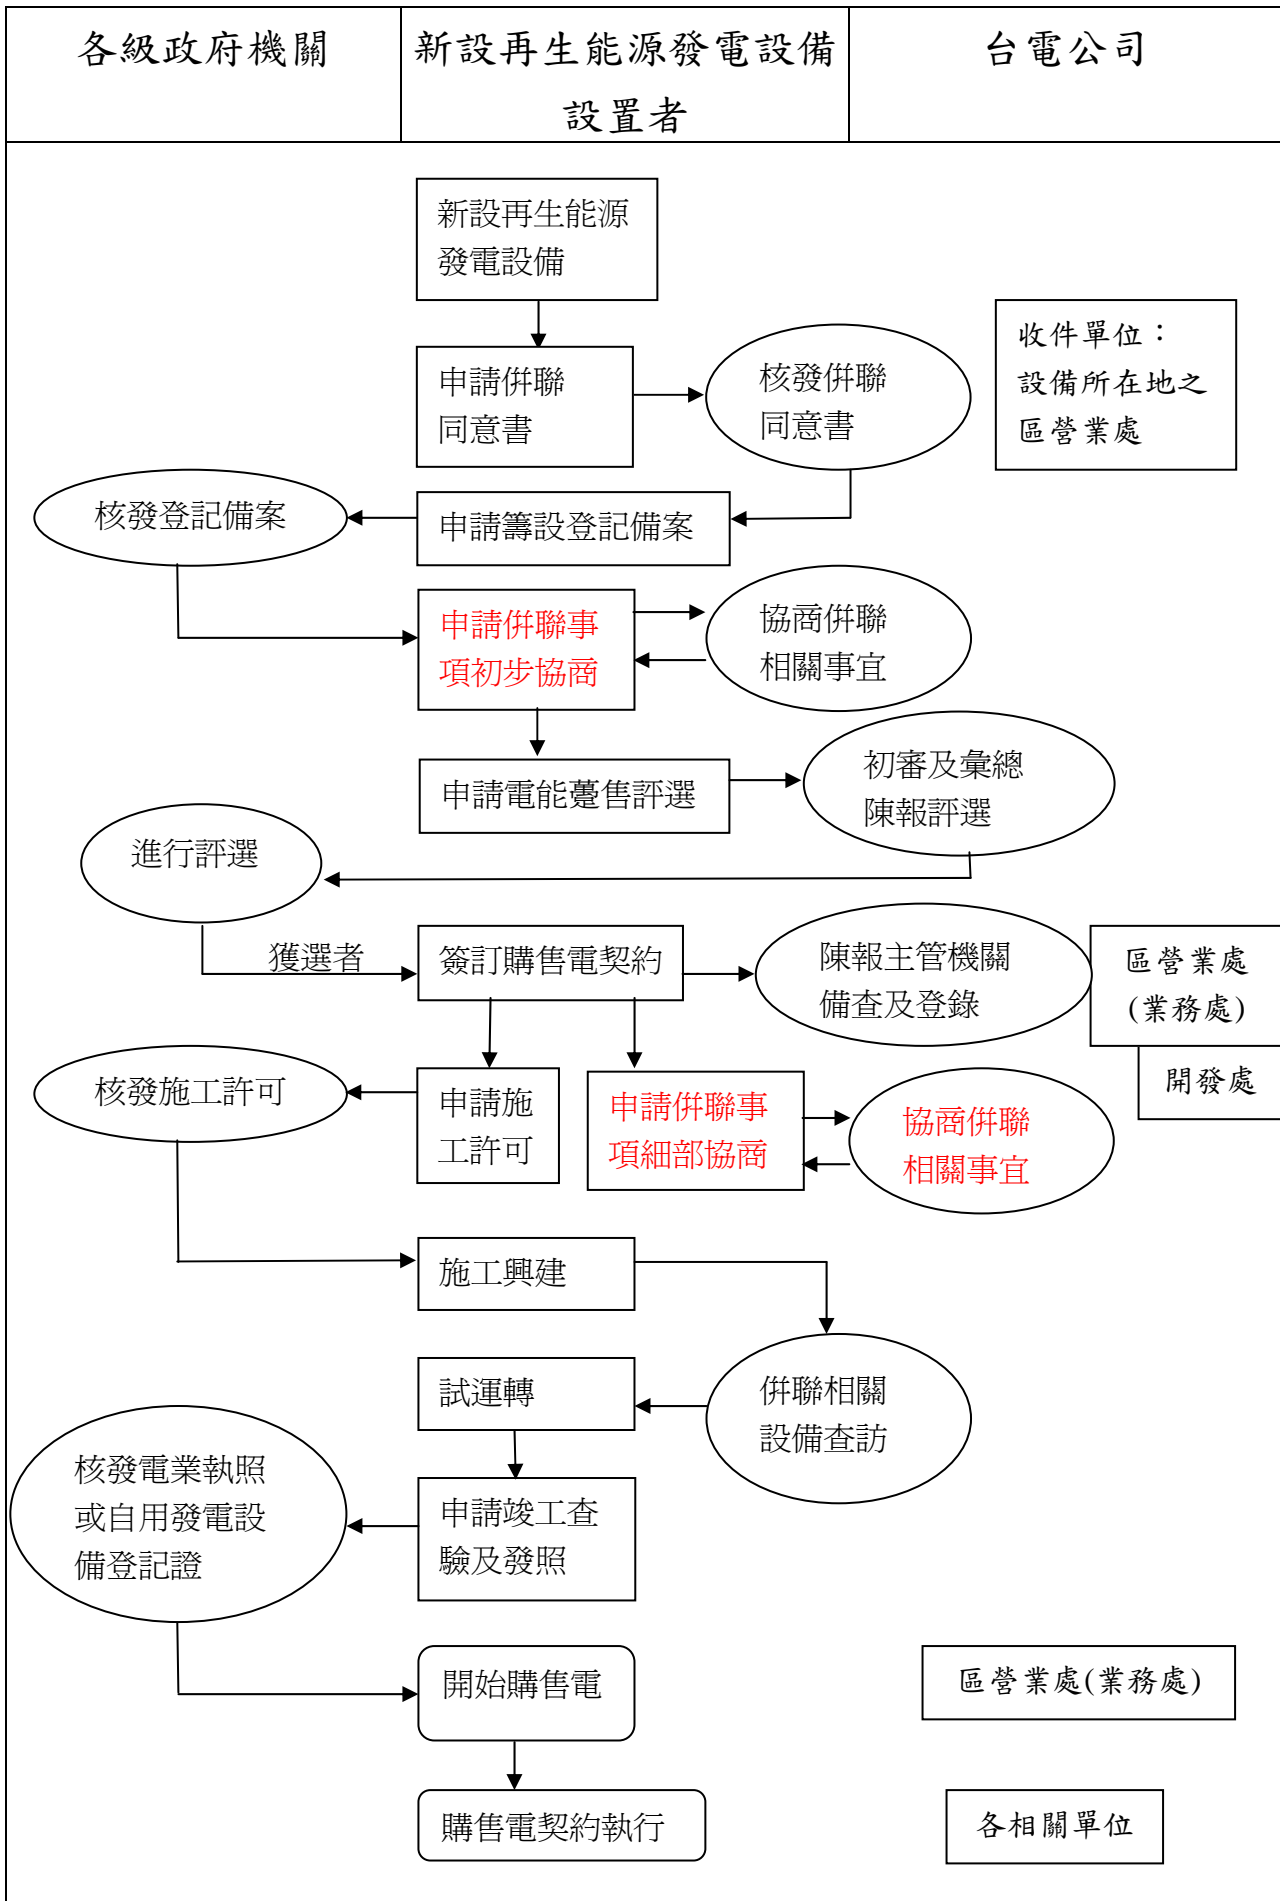 各級政府機關
新設再生能源發電設備
設置者
台電公司
新設再生能源
發電設備
申請併聯
同意書
核發併聯
同意書
收件單位：
設備所在地之
區營業處
核發登記備案
申請籌設登記備案
申請併聯事
項初步協商
協商併聯
相關事宜
申請電能躉售評選
初審及彙總
陳報評選
進行評選
獲選者
簽訂購售電契約
陳報主管機關
備查及登錄
區營業處
(業務處)
開發處
核發施工許可
申請施
工許可
申請併聯事
項細部協商
協商併聯
相關事宜
施工興建
試運轉
併聯相關
設備查訪
核發電業執照
或自用發電設
備登記證
申請竣工查
驗及發照
開始購售電
區營業處(業務處)
購售電契約執行
各相關單位